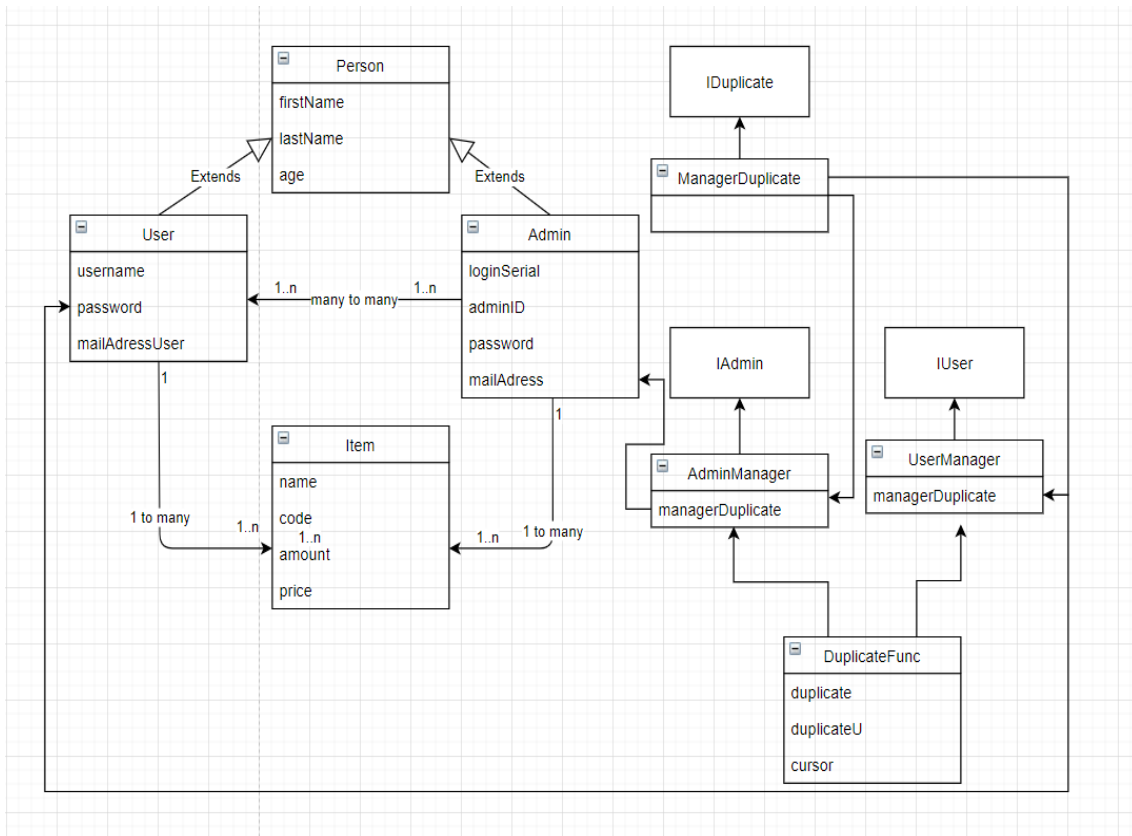 Person
firstName
lastName
age
IDuplicate
ManagerDuplicate
Extends
Extends
User
username
password
mailAdressUser
Admin
loginSerial
adminID
password
mailAdress
1..n
many to many
1..n
IAdmin
IUser
1
1
Item
name
code
amount
price
1 to many
1..n
1..n
1..n
1 to many
AdminManager
managerDuplicate
UserManager
managerDuplicate
DuplicateFunc
duplicate
duplicateU
cursor